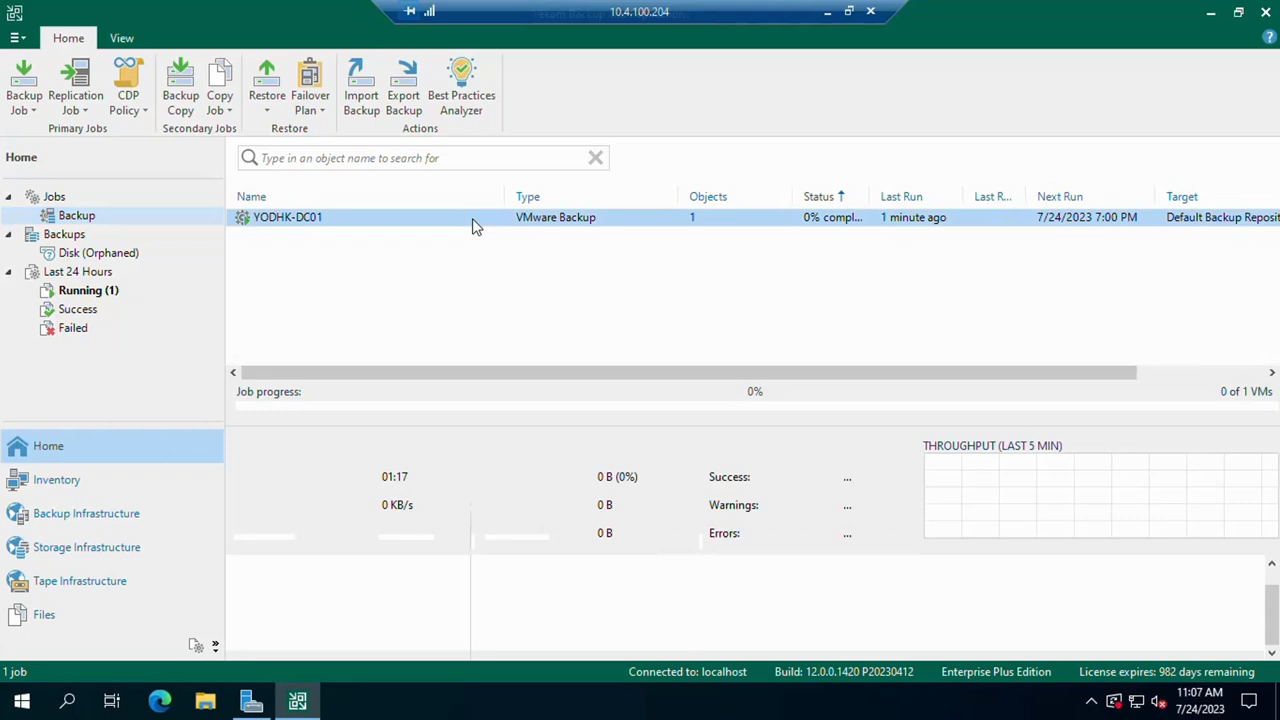 10.4.100.204
Home View
Backup Job
Replication Job
CDP Policy
Primary Jobs
Backup Copy
Copy Job
Secondary Jobs
Restore
Failover Plan
Restore
Import Backup
Export Backup
Best Practices Analyzer
Actions
Home
Jobs
Backup
Backups
Disk (Orphaned)
Last 24 Hours
Running (1)
Success
Failed
Type in an object name to search for
Name Type Objects Status Last Run Last R... Next Run Target
YODHK-DC01 VMware Backup 1 0% compl... 1 minute ago 7/24/2023 7:00 PM Default Backup Reposit
Job progress: 0% 0 of 1 VMs
01:17 0 B (0%) Success: ...
0 KB/s 0 B Warnings: ...
0 B Errors: ...
THROUGHPUT (LAST 5 MIN)
Home
Inventory
Backup Infrastructure
Storage Infrastructure
Tape Infrastructure
Files
1 job Connected to: localhost Build: 12.0.0.1420 P20230412 Enterprise Plus Edition License expires: 982 days remaining
11:07 AM
7/24/2023